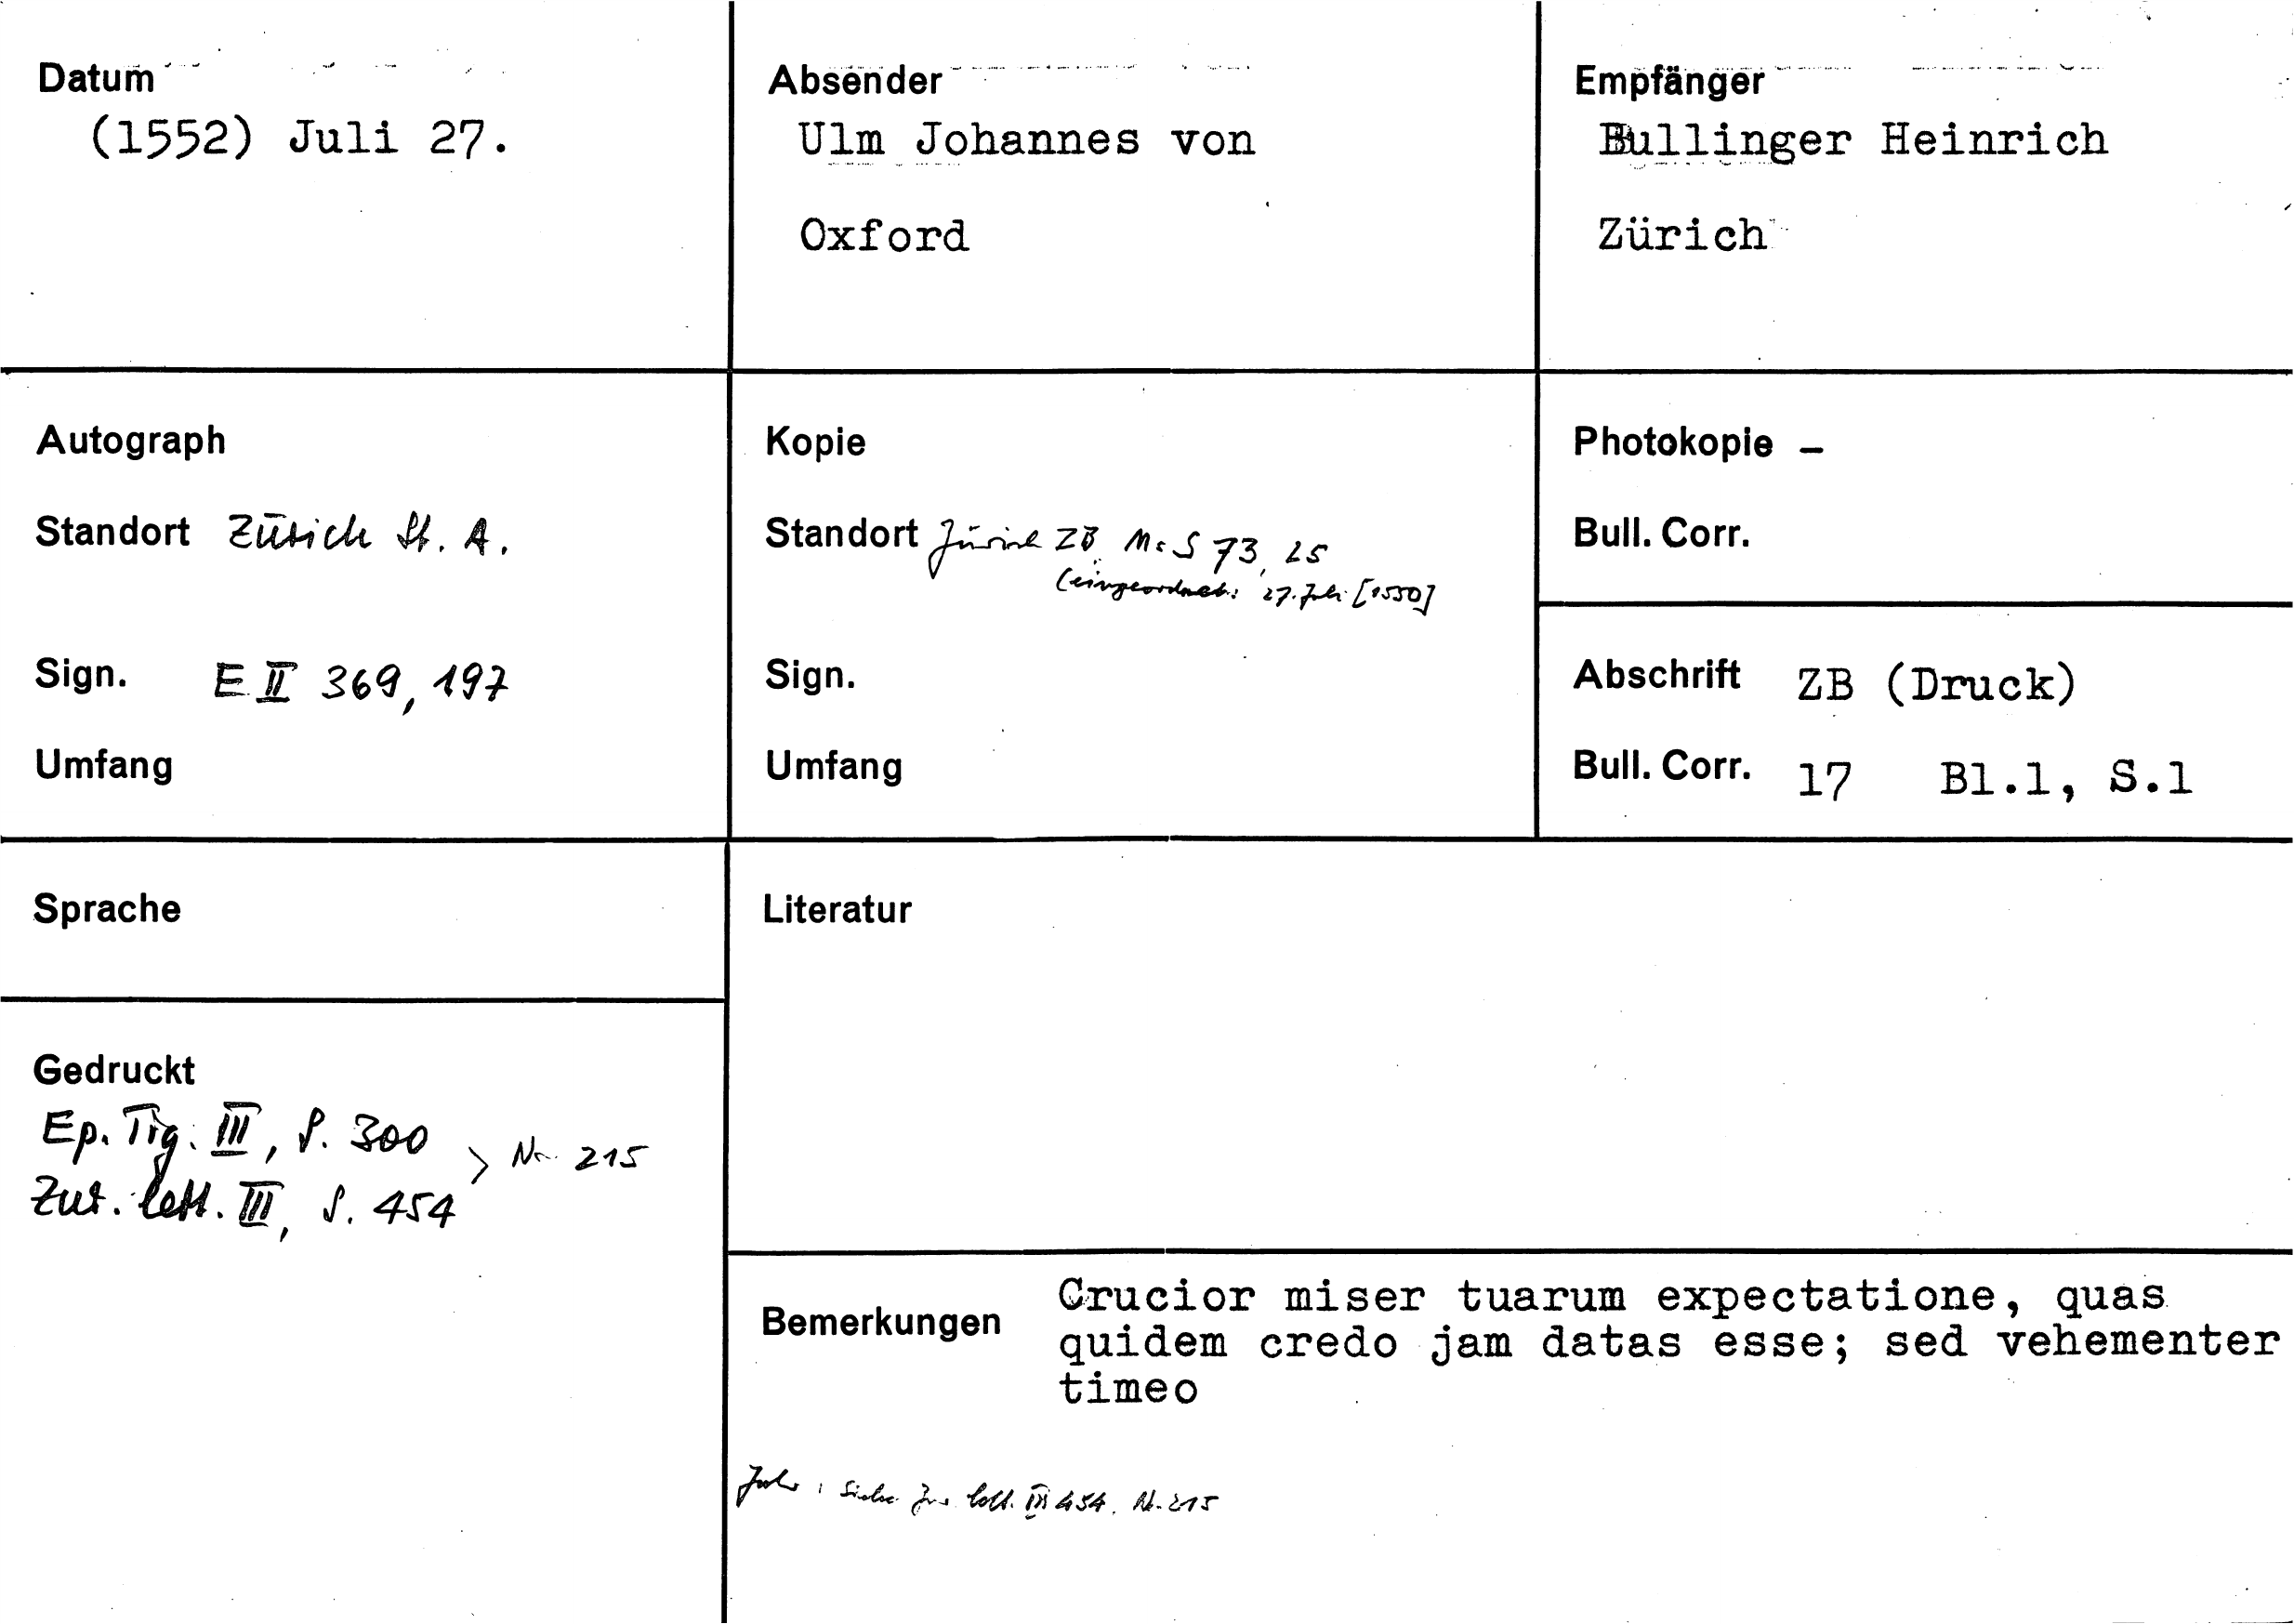 Datum
(1552) Juli 27.
Absender
Ulm Johannes von
Oxford
Empfänger
Bullinger Heinrich
Zürich
Autograph
Standort Zürich St. A.
Sign. E II 369, 197
Umfang
Kopie
Standort Zürich ZB Ms S 73, 25
(eingeordnet: 27. Juli [1550]
Sign.
Umfang
Photokopie –
Bull. Corr.
Abschrift ZB (Druck)
Bull. Corr. 17 Bl.1, S.1
Sprache
Gedruckt
Ep. Tig. III, S. 300
Zur. lett. III, S. 454 > Nr. 215
Literatur
Bemerkungen
Crucior miser tuarum expectatione, quas
quidem credo jam datas esse; sed vehementer
timeo
Jahr: Siehe Zur. lett. III 454, Nr. 215